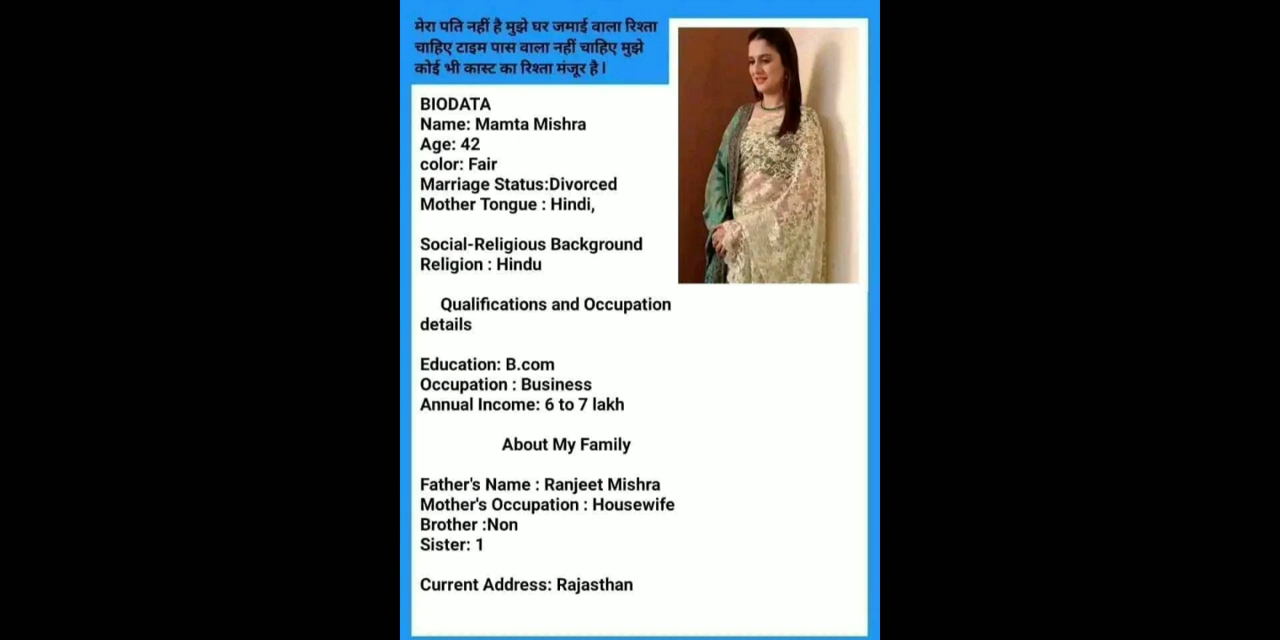 मेरा पति नहीं है मुझे घर जमाई वाला रिश्ता
चाहिए टाइम पास वाला नहीं चाहिए मुझे
कोई भी कास्ट का रिश्ता मंजूर है।
BIODATA
Name: Mamta Mishra
Age: 42
color: Fair
Marriage Status:Divorced
Mother Tongue : Hindi,
Social-Religious Background
Religion : Hindu
Qualifications and Occupation
details
Education: B.com
Occupation : Business
Annual Income: 6 to 7 lakh
About My Family
Father's Name : Ranjeet Mishra
Mother's Occupation : Housewife
Brother :Non
Sister: 1
Current Address: Rajasthan